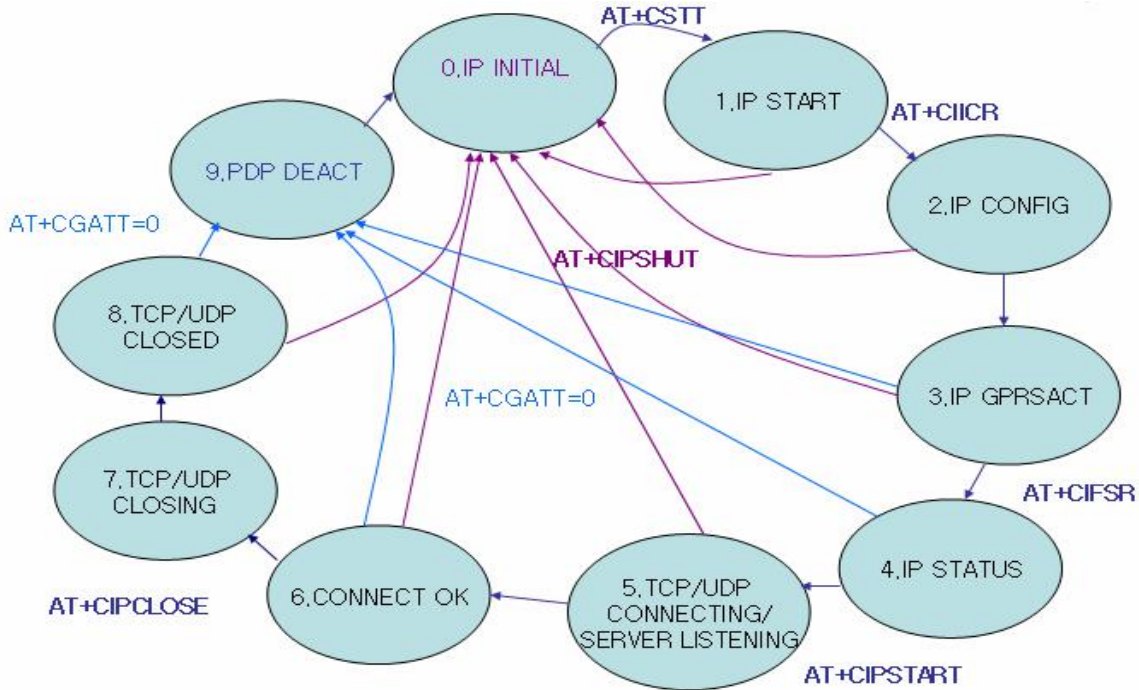 AT+CSTT
0,IP INITIAL
1,IP START
AT+CIICR
9,PDP DEACT
2,IP CONFIG
AT+CGATT=0
AT+CIPSHUT
8,TCP/UDP
CLOSED
3,IP GPRSACT
AT+CGATT=0
7,TCP/UDP
CLOSING
AT+CIFSR
4,IP STATUS
6,CONNECT OK
5,TCP/UDP
CONNECTING/
SERVER LISTENING
AT+CIPCLOSE
AT+CIPSTART